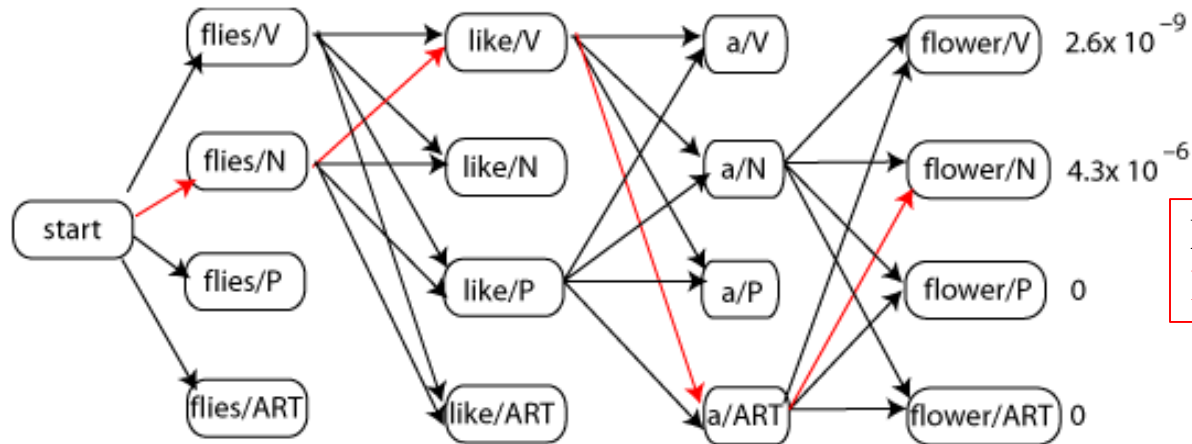 flies/V like/V a/V flower/V 2.6x 10 ⁻⁹
flies/N like/N a/N flower/N 4.3x 10 ⁻⁶
start
flies/P like/P a/P flower/P 0
flies/ART like/ART a/ART flower/ART 0